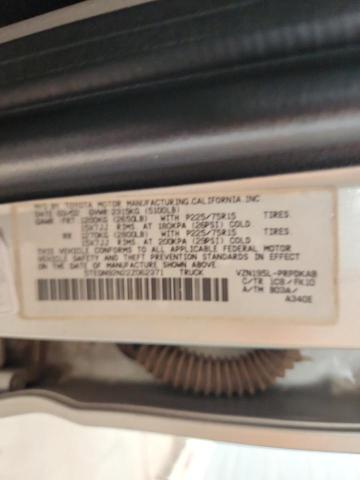 MFD BY TOYOTA MOTOR MANUFACTURING, CALIFORNIA, INC
DATE 03/02 GVWR 2315KG (5100LB)
GAWR FRT 1200KG (2650LB) WITH P225/75R15 TIRES
15X7JJ RIMS AT 180KPA (26PSI) COLD
RR 1270KG (2800LB) WITH P225/75R15 TIRES
15X7JJ RIMS AT 200KPA (29PSI) COLD
THIS VEHICLE CONFORMS TO ALL APPLICABLE FEDERAL MOTOR
VEHICLE SAFETY AND THEFT PREVENTION STANDARDS IN
EFFECT ON THE DATE OF MANUFACTURE SHOWN ABOVE.
5TEGN92N22Z062371 TRUCK
VZN195L-PRPDKAB
C/TR 1C8/FK10
A/TM B03A/
A340E